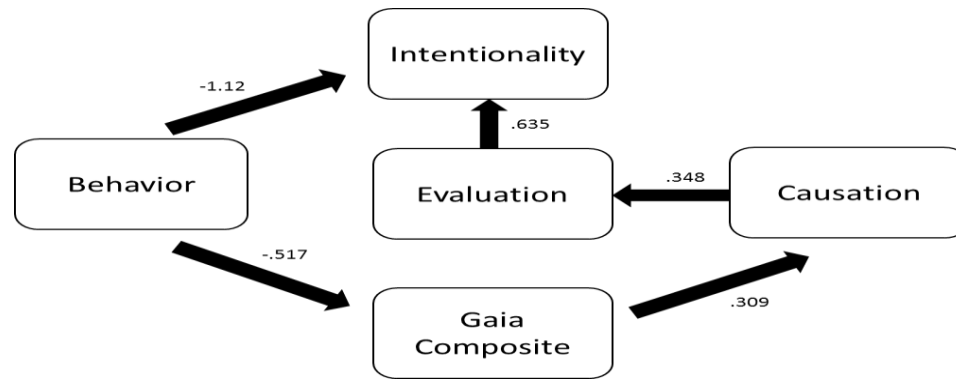 Intentionality
-1.12
.635
Behavior
Evaluation
.348
Causation
-.517
Gaia
Composite
.309